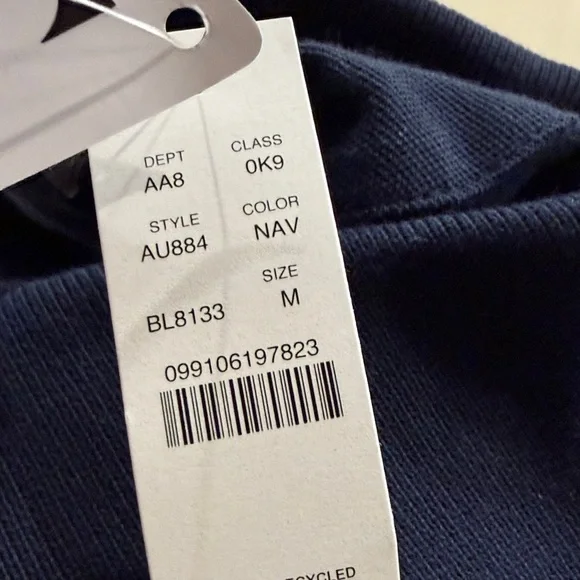 DEPT CLASS
AA8 0K9
STYLE COLOR
AU884 NAV
SIZE
BL8133 M
099106197823